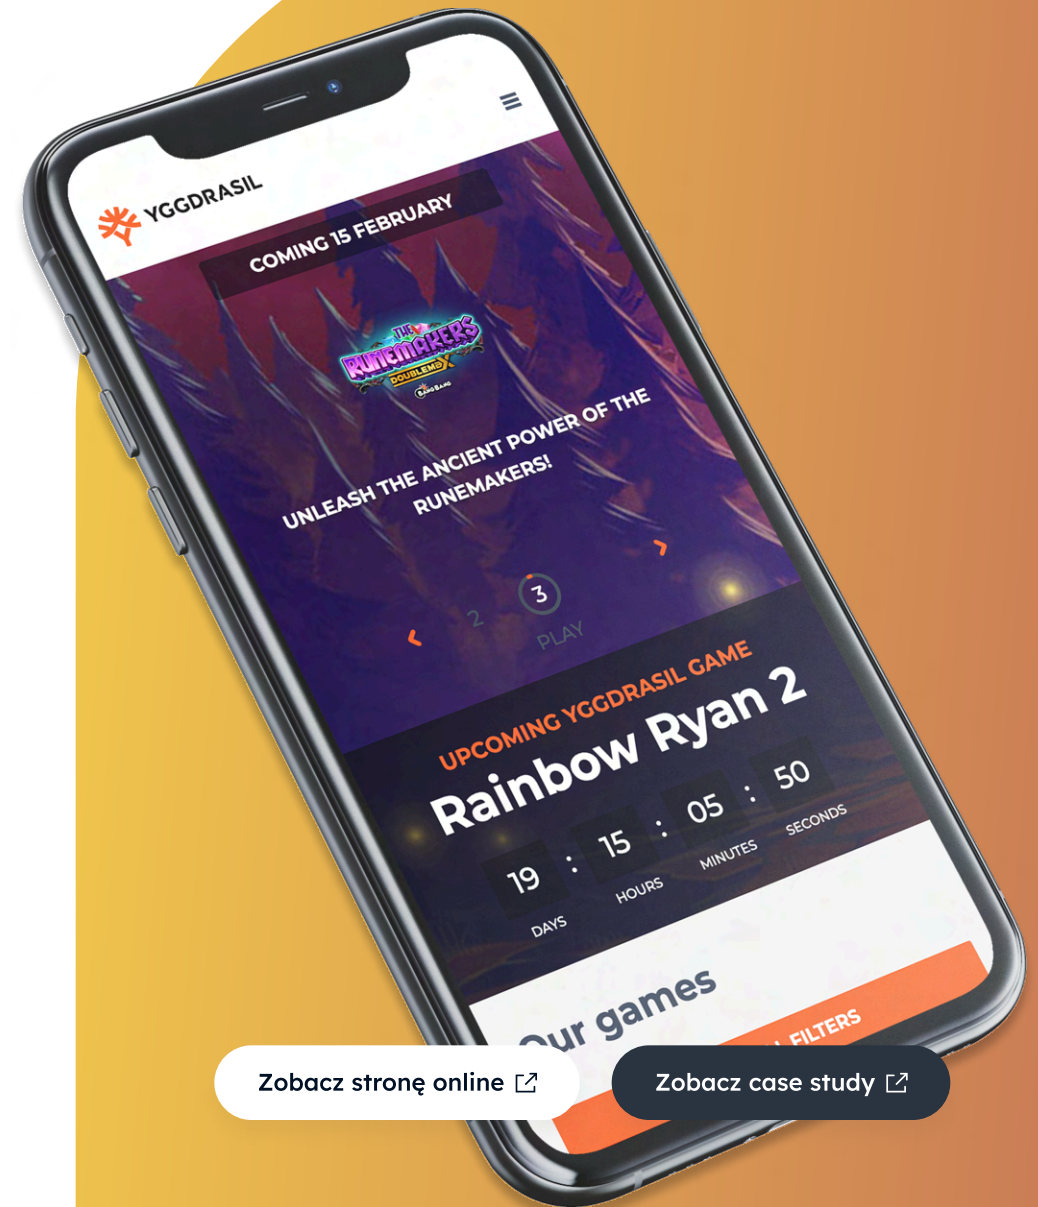 YGGDRASIL
COMING 15 FEBRUARY
THE
RUNEMAKERS
DOUBLEMAX
BANG BANG
UNLEASH THE ANCIENT POWER OF THE
RUNEMAKERS!
2
3
PLAY
UPCOMING YGGDRASIL GAME
Rainbow Ryan 2
19 : 15 : 05 : 50
DAYS HOURS MINUTES SECONDS
Our games
FILTERS
Zobacz stronę online
Zobacz case study